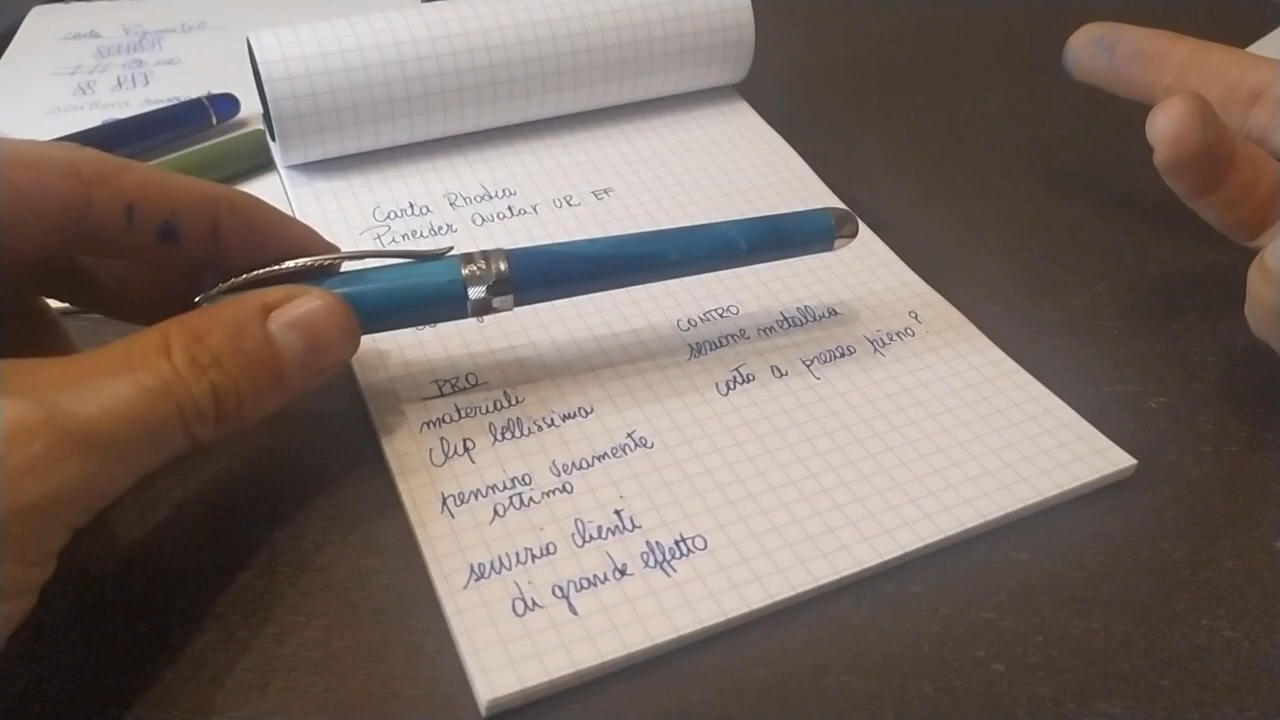 carta
Carta Rhodia
Pineider Avatar UR EF
CONTRO
sezione metallica
costo a prezzo pieno?
PRO
materiali
clip bellissima
pennino veramente
ottimo
servizio clienti
di grande effetto